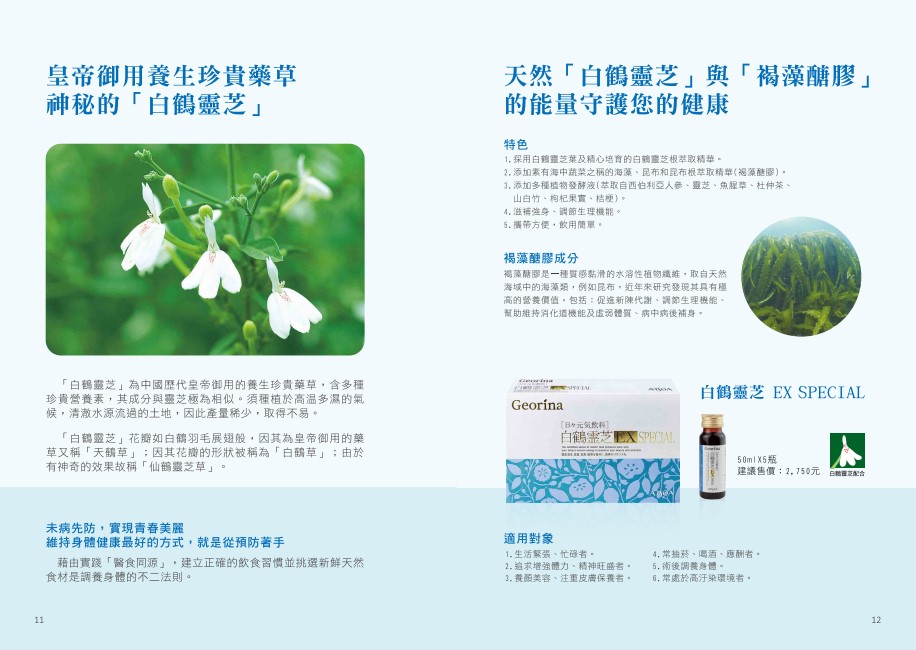 皇帝御用養生珍貴藥草
神秘的「白鶴靈芝」
「白鶴靈芝」為中國歷代皇帝御用的養生珍貴藥草，含多種
珍貴營養素，其成分與靈芝極為相似。須種植於高温多濕的氣
候，清澈水源流過的土地，因此產量稀少，取得不易。
「白鶴靈芝」花瓣如白鶴羽毛展翅般，因其為皇帝御用的藥
草又稱「天鶴草」；因其花瓣的形狀被稱為「白鶴草」；由於
有神奇的效果故稱「仙鶴靈芝草」。
未病先防，實現青春美麗
維持身體健康最好的方式，就是從預防著手
藉由實踐「醫食同源」，建立正確的飲食習慣並挑選新鮮天然
食材是調養身體的不二法則。
11
天然「白鶴靈芝」與「褐藻醣膠」
的能量守護您的健康
特色
1.採用白鶴靈芝葉及精心培育的白鶴靈芝根萃取精華。
2.添加素有海中蔬菜之稱的海藻、昆布和昆布根萃取精華(褐藻醣膠)。
3.添加多種植物發酵液(萃取自西伯利亞人參、靈芝、魚腥草、杜仲茶、
山白竹、枸杞果實、桔梗)。
4.滋補強身、調節生理機能。
5.攜帶方便，飲用簡單。
褐藻醣膠成分
褐藻醣膠是一種質感黏滑的水溶性植物纖維，取自天然
海域中的海藻類，例如昆布，近年來研究發現其具有極
高的營養價值，包括：促進新陳代謝、調節生理機能、
幫助維持消化道機能及虛弱體質、病中病後補身。
Georina
Georina
[日々元気飲料]
白鶴霊芝EX SPECIAL
白鶴靈芝 EX SPECIAL
Georina
50mlX5瓶
建議售價：2,750元
白鶴靈芝配合
適用對象
1.生活緊張、忙碌者。
2.追求增強體力、精神旺盛者。
3.養顏美容、注重皮膚保養者。
4.常抽菸、喝酒、應酬者。
5.術後調養身體。
6.常處於高汙染環境者。
12